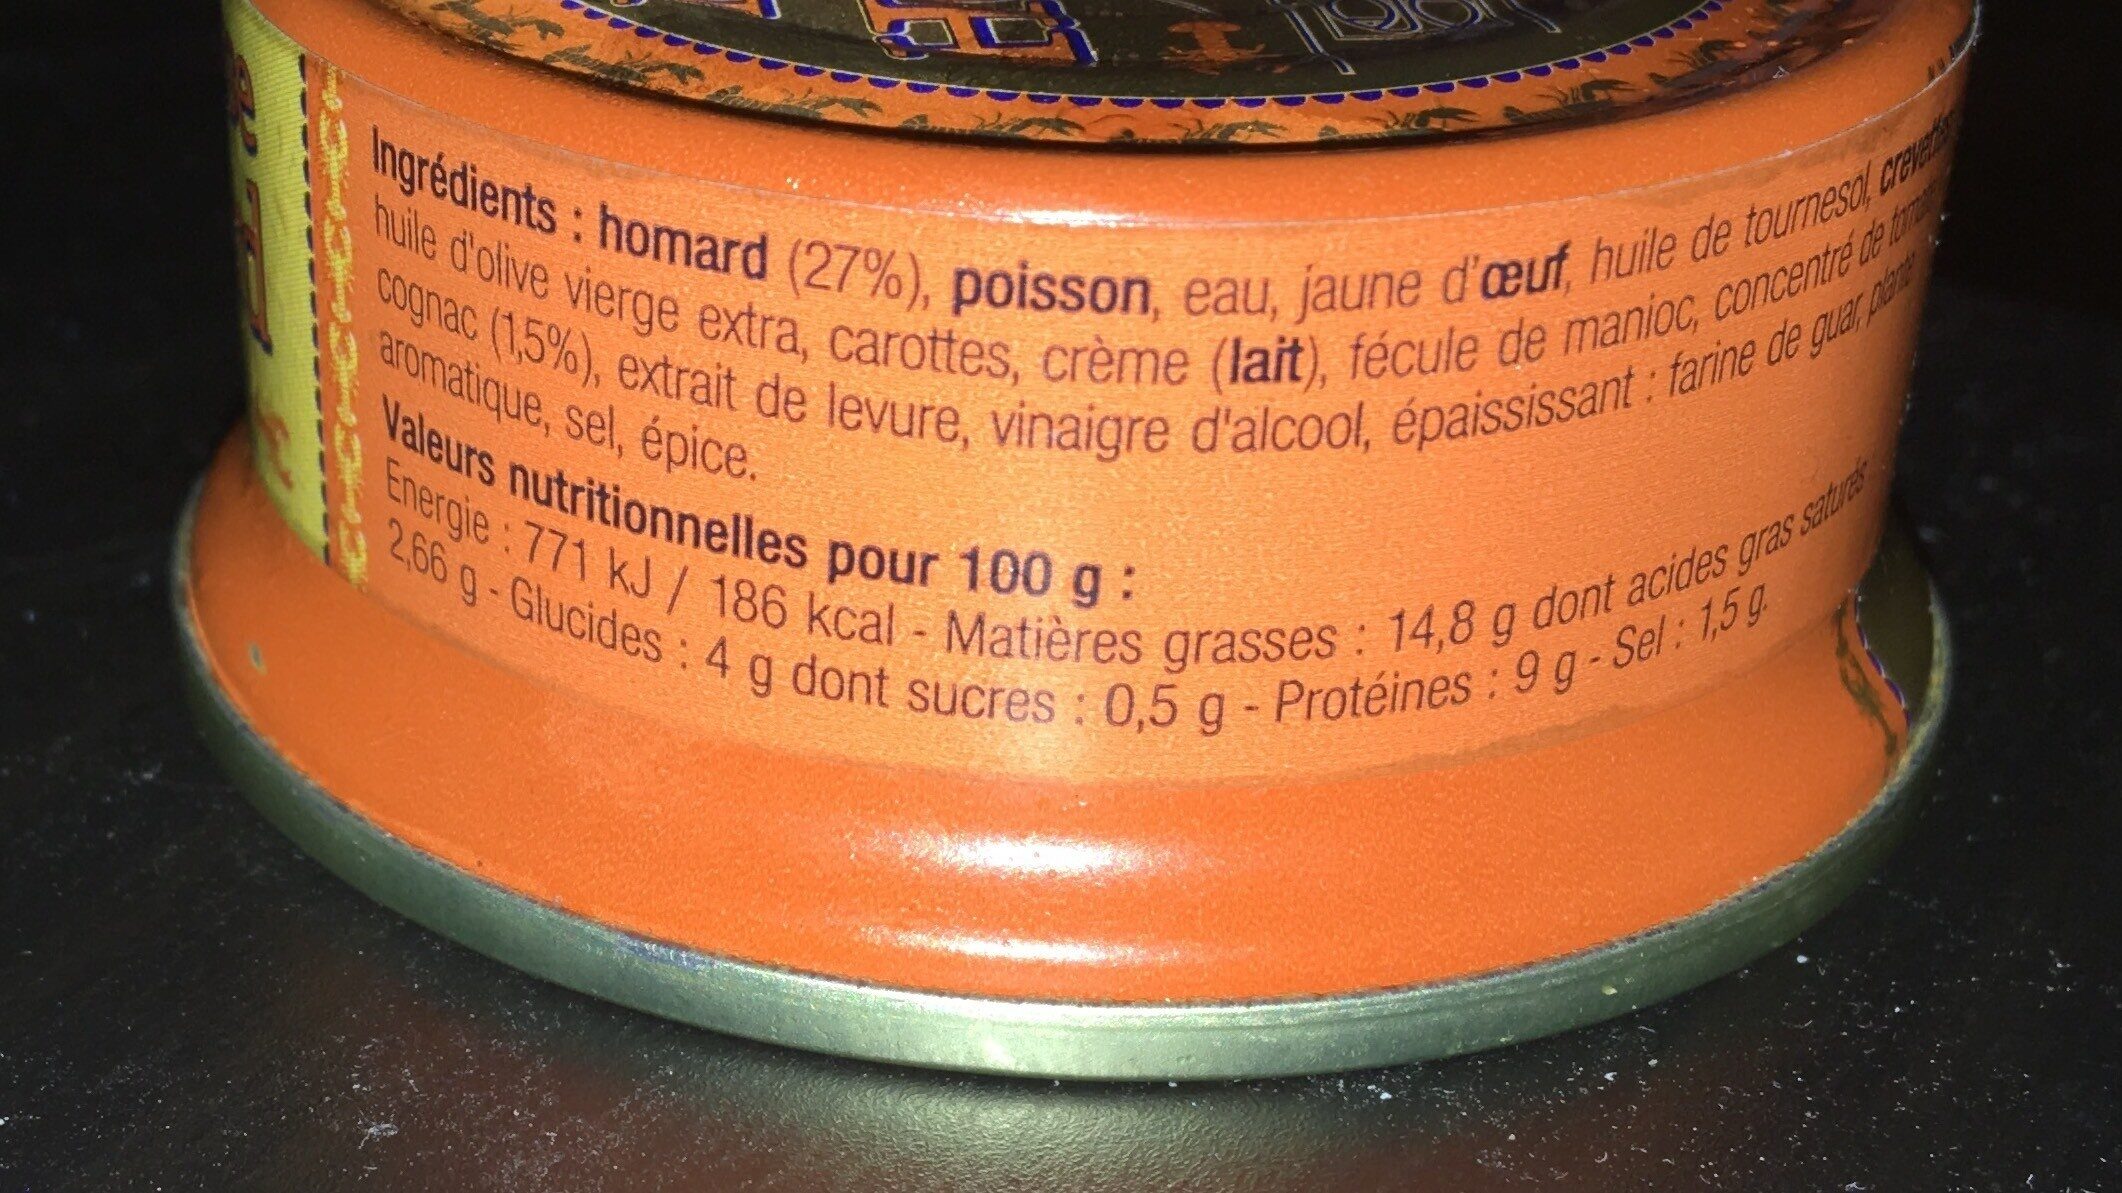 Ingrédients : homard (27%), poisson, eau, jaune d'œuf, huile de tournesol,
huile d'olive vierge extra, carottes, crème (lait), fécule de manioc, concentré de
cognac (1,5%), extrait de levure, vinaigre d'alcool, épaississant : farine de guar, plante
aromatique, sel, épice.
Valeurs nutritionnelles pour 100 g :
Energie : 771 kJ / 186 kcal - Matières grasses : 14,8 g dont acides gras saturés
2,66 g - Glucides : 4 g dont sucres : 0,5 g - Protéines : 9 g - Sel : 1,5 g.